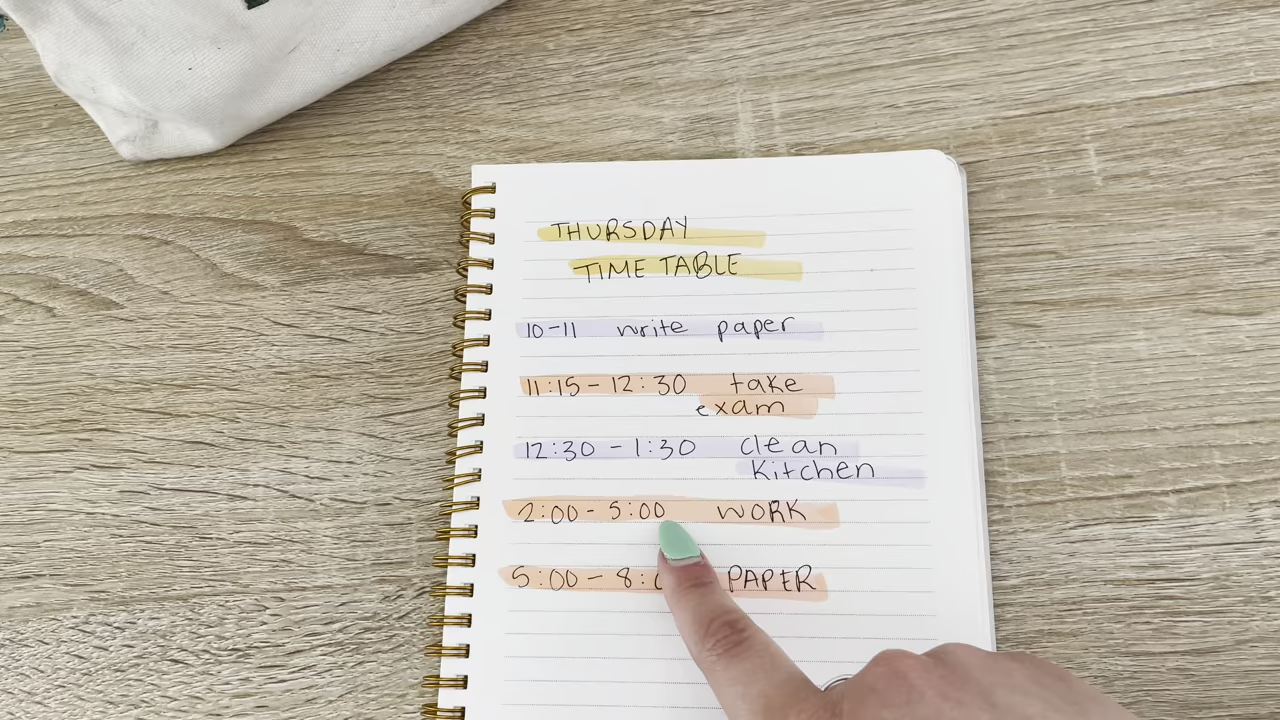 THURSDAY
TIME TABLE
10-11 write paper
11:15 - 12:30 take
exam
12:30 - 1:30 clean
Kitchen
2:00 - 5:00 WORK
5:00 - 8: PAPER